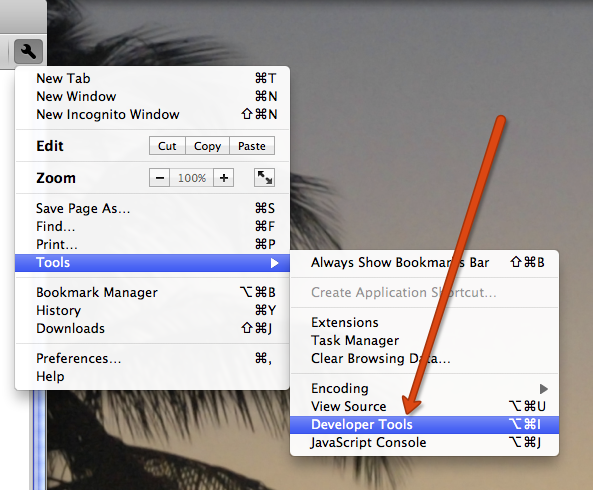 New Tab ⌘T
New Window ⌘N
New Incognito Window ⇧⌘N
Edit Cut Copy Paste
Zoom − 100% +
Save Page As... ⌘S
Find... ⌘F
Print... ⌘P
Tools ▶
Bookmark Manager ⌥⌘B
History ⌘Y
Downloads ⇧⌘J
Preferences... ⌘,
Help
Always Show Bookmarks Bar ⇧⌘B
Create Application Shortcut...
Extensions
Task Manager
Clear Browsing Data...
Encoding ▶
View Source ⌥⌘U
Developer Tools ⌥⌘I
JavaScript Console ⌥⌘J